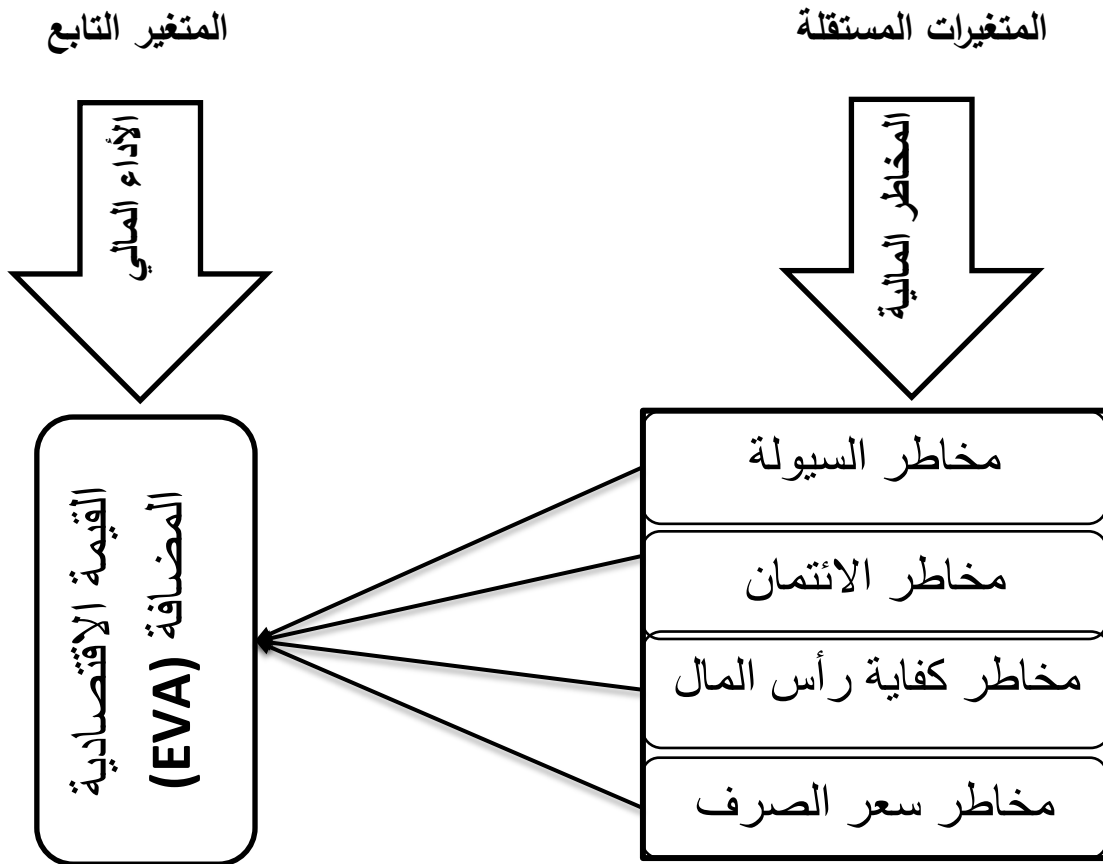 المتغيرات المستقلة
المتغير التابع
المخاطر المالية
الأداء المالي
مخاطر السيولة
مخاطر الائتمان
مخاطر كفاية رأس المال
مخاطر سعر الصرف
القيمة الاقتصادية
المضافة (EVA)